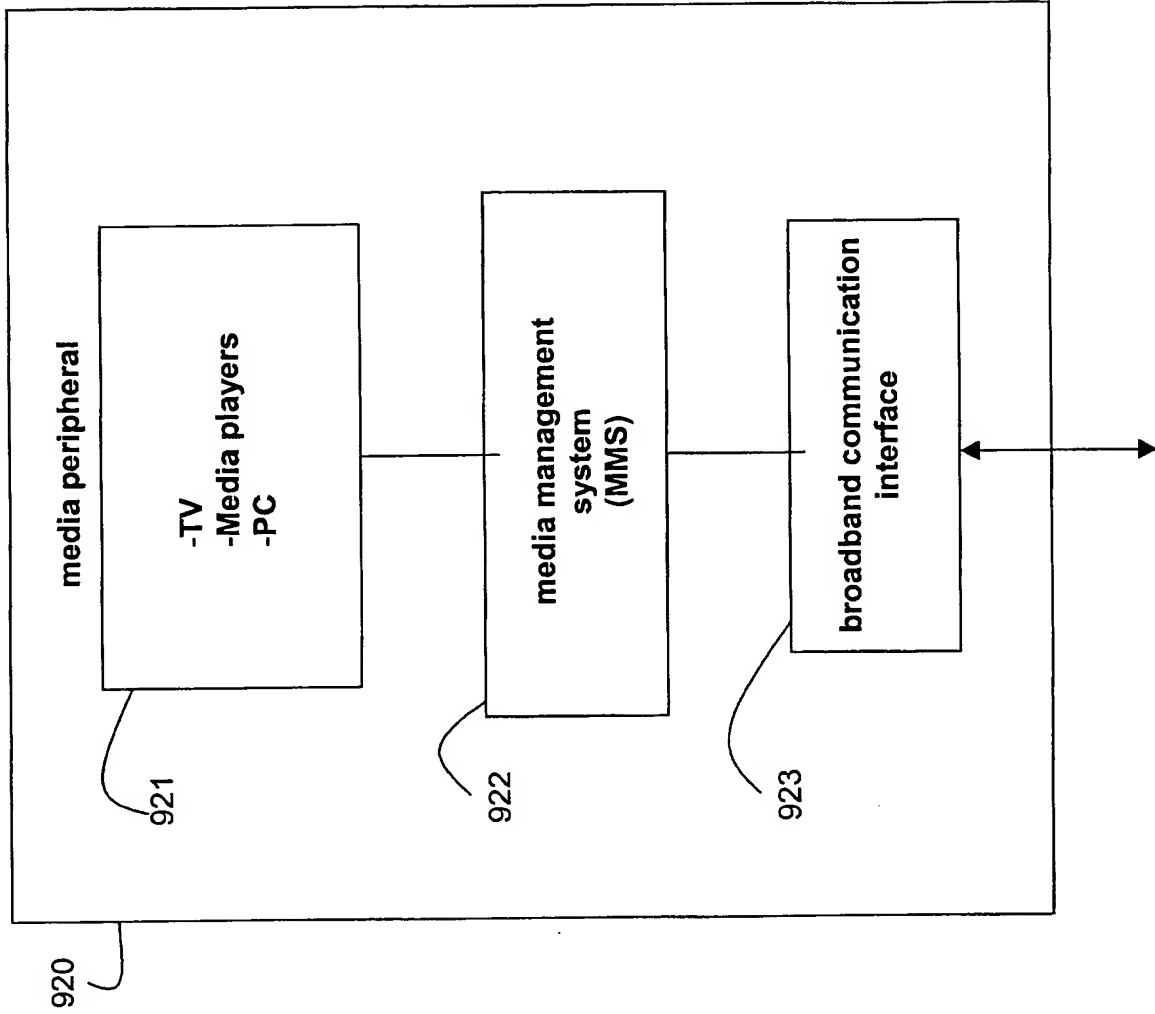 media peripheral
-TV
-Media players
-PC
media management
system
(MMS)
broadband communication
interface
921
922
923
920